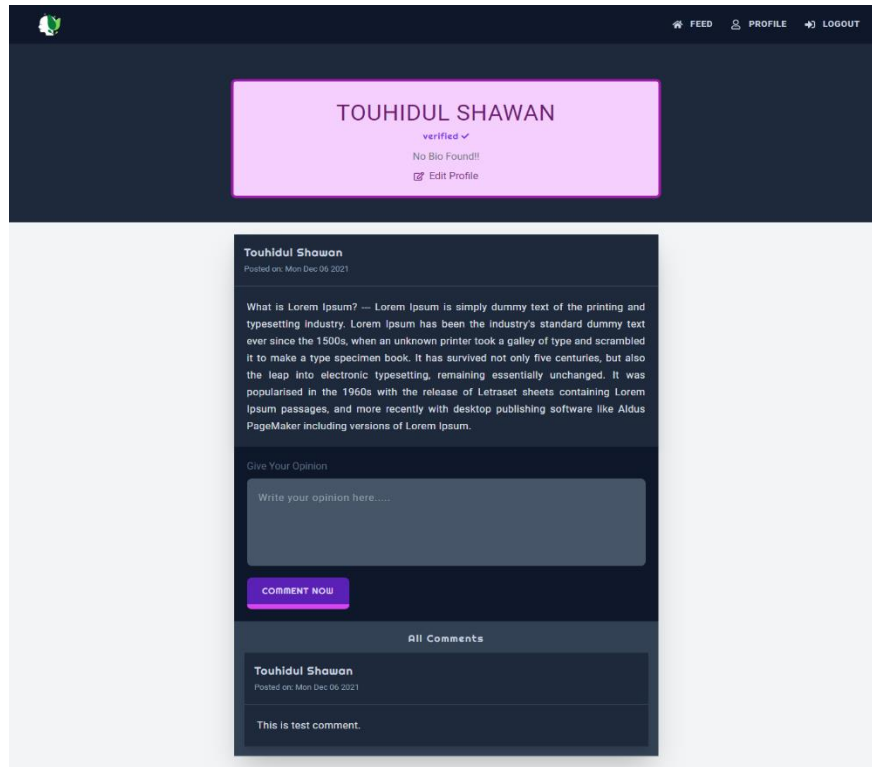 FEED PROFILE LOGOUT
TOUHIDUL SHAWAN
verified
No Bio Found!!
Edit Profile
Touhidul Shawan
Posted on: Mon Dec 06 2021
What is Lorem Ipsum? — Lorem Ipsum is simply dummy text of the printing and
typesetting industry. Lorem Ipsum has been the industry's standard dummy text
ever since the 1500s, when an unknown printer took a galley of type and scrambled
it to make a type specimen book. It has survived not only five centuries, but also
the leap into electronic typesetting, remaining essentially unchanged. It was
popularised in the 1960s with the release of Letraset sheets containing Lorem
Ipsum passages, and more recently with desktop publishing software like Aldus
PageMaker including versions of Lorem Ipsum.
Give Your Opinion
Write your opinion here.....
COMMENT NOW
All Comments
Touhidul Shawan
Posted on: Mon Dec 06 2021
This is test comment.